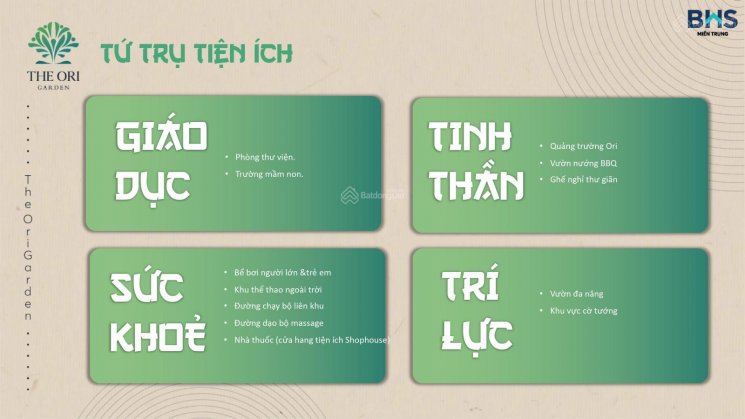 THE ORI
GARDEN
TỨ TRỤ TIỆN ÍCH
BHS
MIỀN TRUNG
TheOriGarden
GIÁO
DỤC
• Phòng thư viện.
• Trường mầm non.
TINH
THẦN
• Quảng trường Ori
• Vườn nướng BBQ
• Ghế nghỉ thư giãn
Batdongsan
SỨC
KHOẺ
• Bể bơi người lớn &trẻ em
• Khu thể thao ngoài trời
• Đường chạy bộ liên khu
• Đường dạo bộ massage
• Nhà thuốc (cửa hang tiện ích Shophouse)
TRÍ
LỰC
• Vườn đa năng
• Khu vực cờ tướng